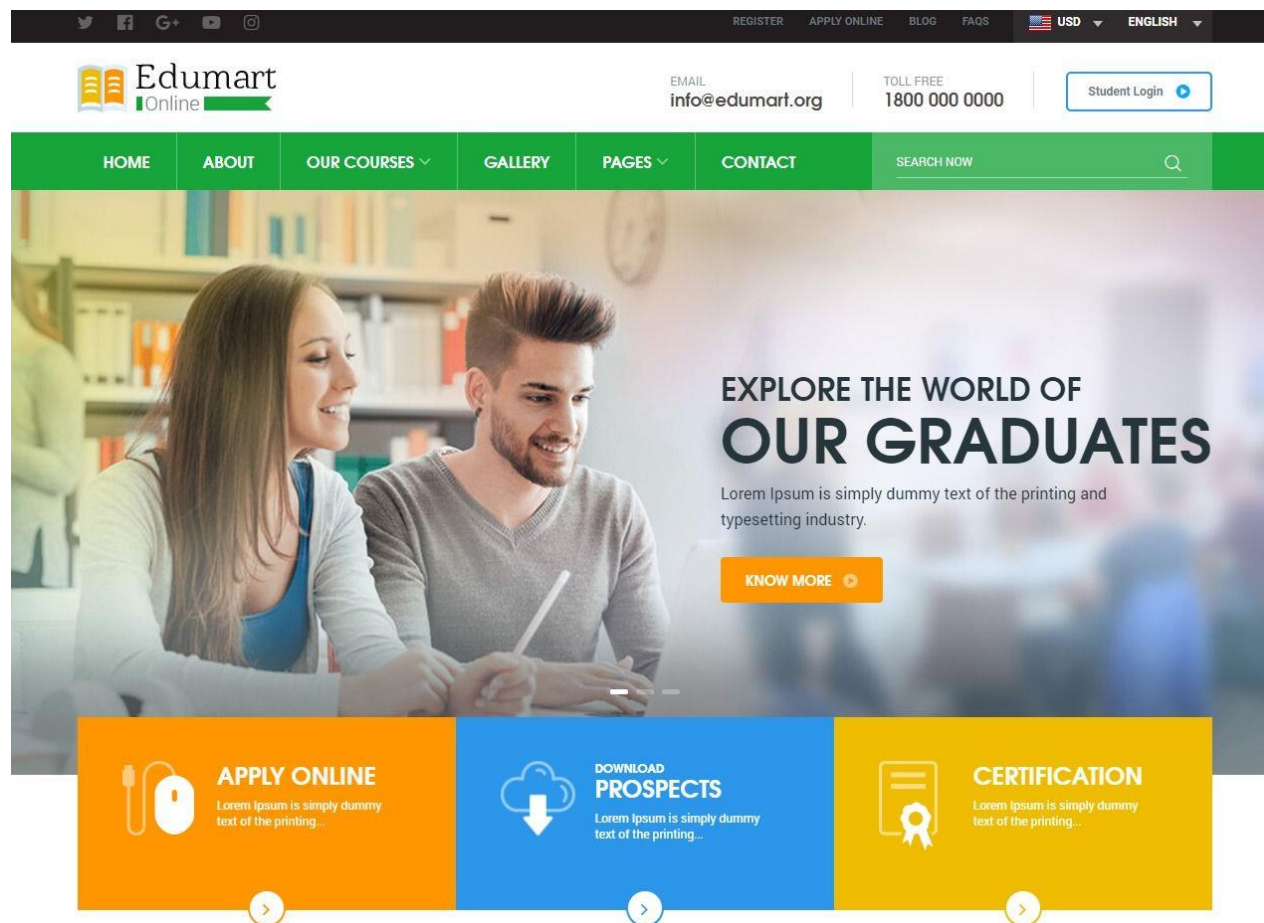 REGISTER APPLY ONLINE BLOG FAQS USD ENGLISH
Edumart
Online
EMAIL
info@edumart.org
TOLL FREE
1800 000 0000
Student Login
HOME ABOUT OUR COURSES GALLERY PAGES CONTACT SEARCH NOW
EXPLORE THE WORLD OF
OUR GRADUATES
Lorem Ipsum is simply dummy text of the printing and
typesetting industry.
KNOW MORE
APPLY ONLINE
Lorem Ipsum is simply dummy
text of the printing...
DOWNLOAD
PROSPECTS
Lorem Ipsum is simply dummy
text of the printing...
CERTIFICATION
Lorem Ipsum is simply dummy
text of the printing...